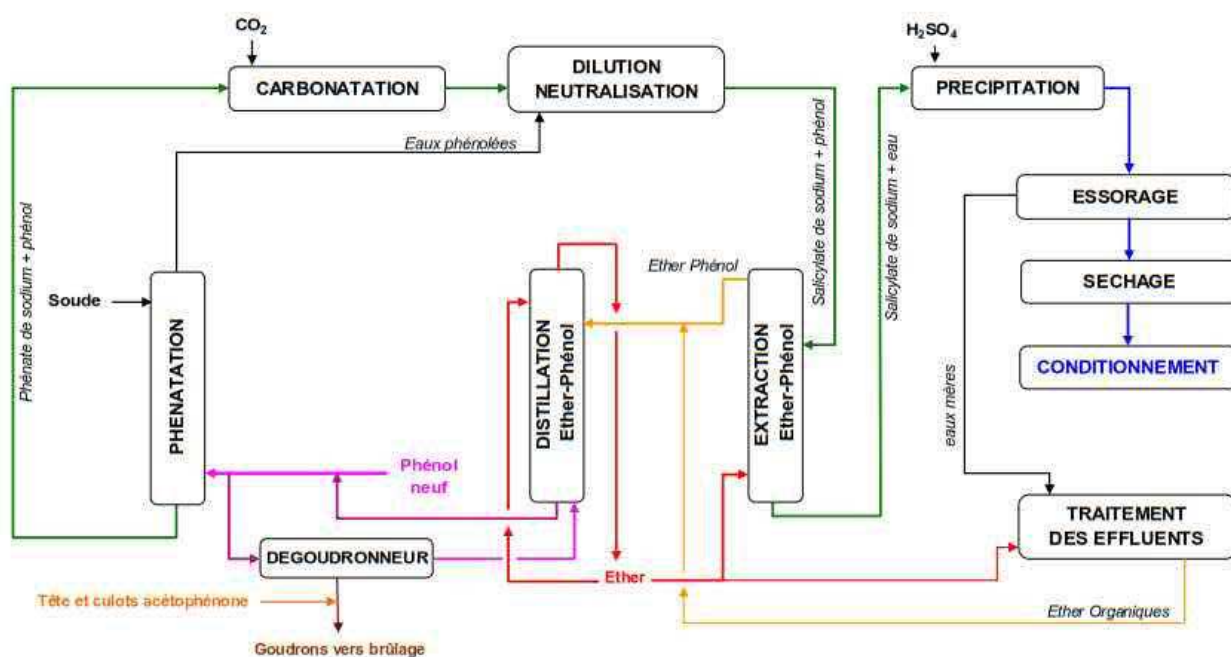 CO2
H2SO4
CARBONATATION
DILUTION
NEUTRALISATION
PRECIPITATION
Eaux phénolées
Phénate de sodium + phénol
Salicylate de sodium + phénol
Salicylate de sodium + eau
ESSORAGE
Ether Phénol
SECHAGE
Soude
PHENATATION
DISTILLATION
Ether-Phénol
EXTRACTION
Ether-Phénol
CONDITIONNEMENT
eaux mères
Phénol
neuf
TRAITEMENT
DES EFFLUENTS
DEGOUDRONNEUR
Ether
Tête et culots acétophénone
Ether Organiques
Goudrons vers brûlage